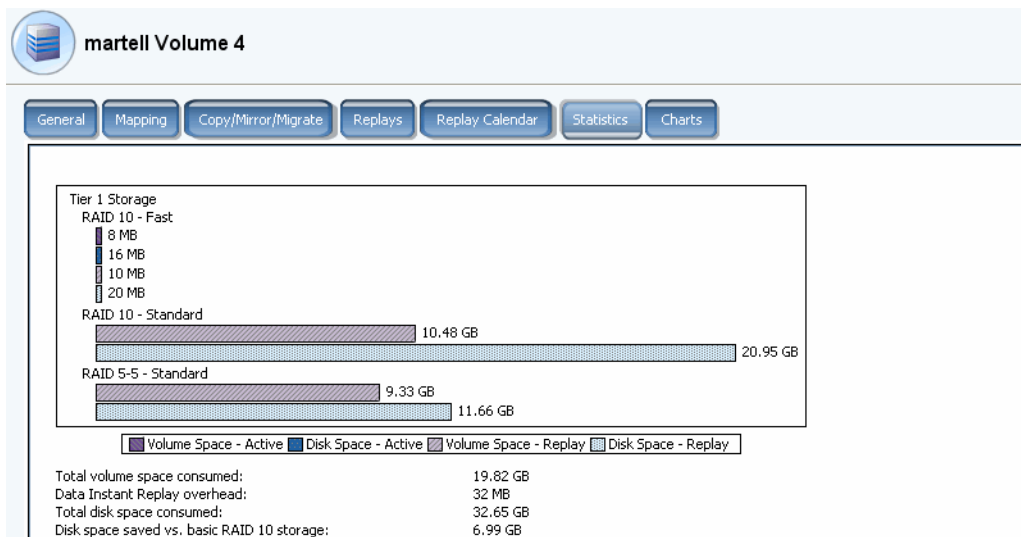 martell Volume 4
General Mapping Copy/Mirror/Migrate Replays Replay Calendar Statistics Charts
Tier 1 Storage
RAID 10 - Fast
8 MB
16 MB
10 MB
20 MB
RAID 10 - Standard
10.48 GB
20.95 GB
RAID 5-5 - Standard
9.33 GB
11.66 GB
Volume Space - Active Disk Space - Active Volume Space - Replay Disk Space - Replay
Total volume space consumed: 19.82 GB
Data Instant Replay overhead: 32 MB
Total disk space consumed: 32.65 GB
Disk space saved vs. basic RAID 10 storage: 6.99 GB